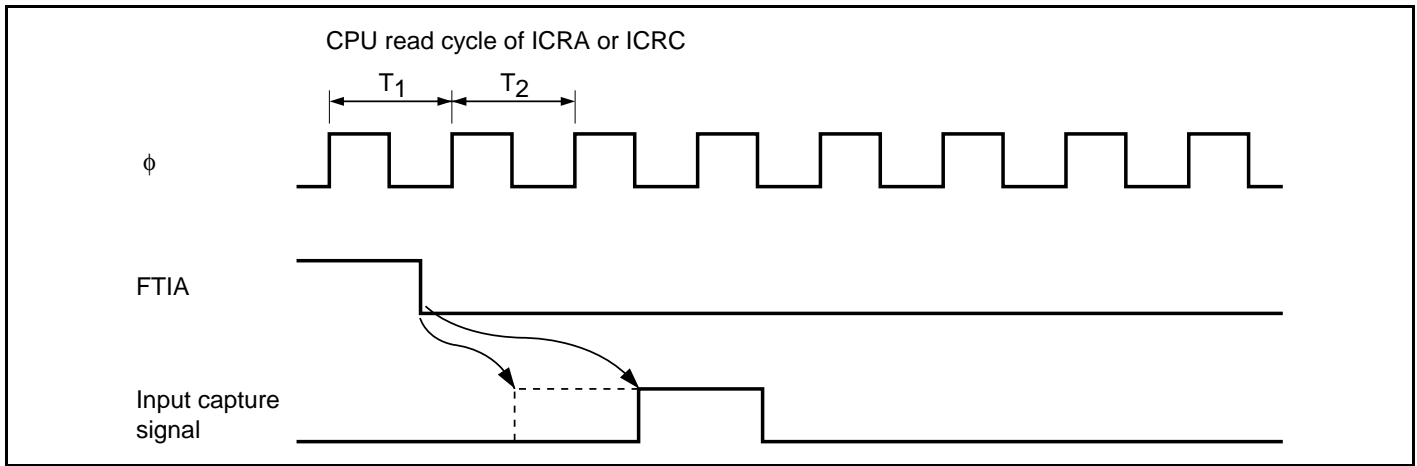 CPU read cycle of ICRA or ICRC
T1 T2
ϕ
FTIA
Input capture
signal